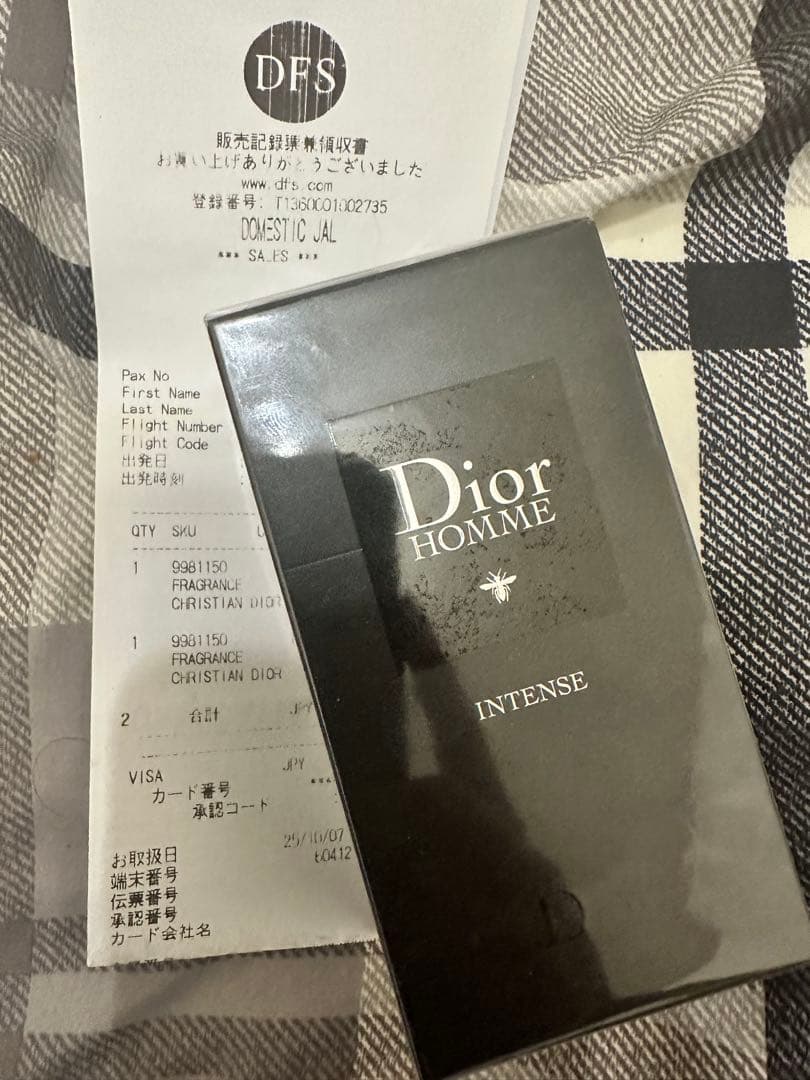 DFS
販売記録票兼領収書
お買い上げありがとうございました
www.dfs.com
登録番号: T1360001002735
DOMESTIC JAL
*** SALES ***
Pax No
First Name
Last Name
Flight Number
Flight Code
出発日
出発時刻 :
QTY SKU
1 9981150
FRAGRANCE
CHRISTIAN DIOR
1 9981150
FRAGRANCE
CHRISTIAN DIOR
2 合計 JPY
VISA JPY
カード番号
承認コード
お取扱日 25/10/07
端末番号 60412
伝票番号
承認番号
カード会社名
Dior
HOMME
INTENSE